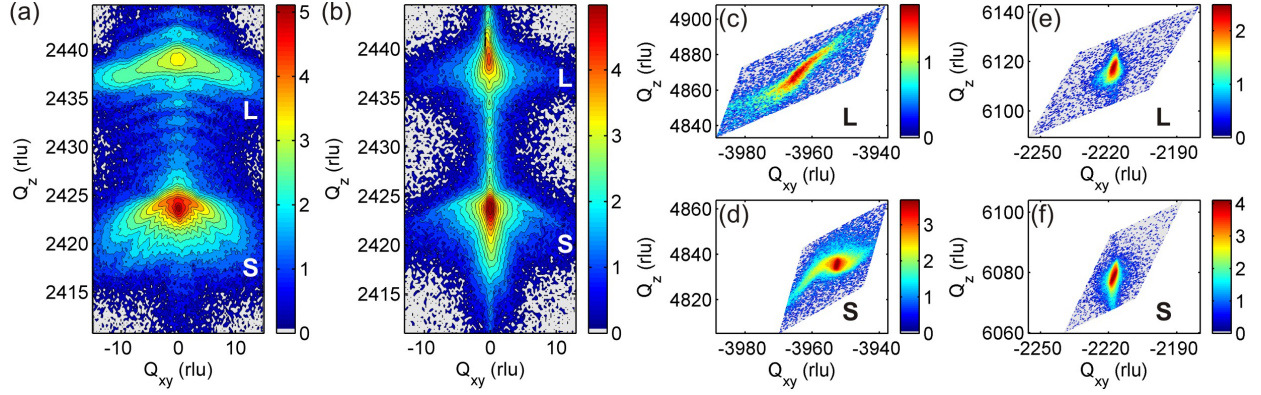 (a)
Q_z (rlu)
2440
2435
2430
2425
2420
2415
-10
0
10
Q_xy (rlu)
L
S
5
4
3
2
1
0
(b)
Q_z (rlu)
2440
2435
2430
2425
2420
2415
-10
0
10
Q_xy (rlu)
L
S
4
3
2
1
0
(c)
Q_z (rlu)
4900
4880
4860
4840
-3980
-3960
-3940
Q_xy (rlu)
L
1
0
(d)
Q_z (rlu)
4860
4840
4820
-3980
-3960
-3940
Q_xy (rlu)
S
3
2
1
0
(e)
Q_z (rlu)
6140
6120
6100
-2250
-2220
-2190
Q_xy (rlu)
L
2
1
0
(f)
Q_z (rlu)
6100
6080
6060
-2250
-2220
-2190
Q_xy (rlu)
S
4
3
2
1
0